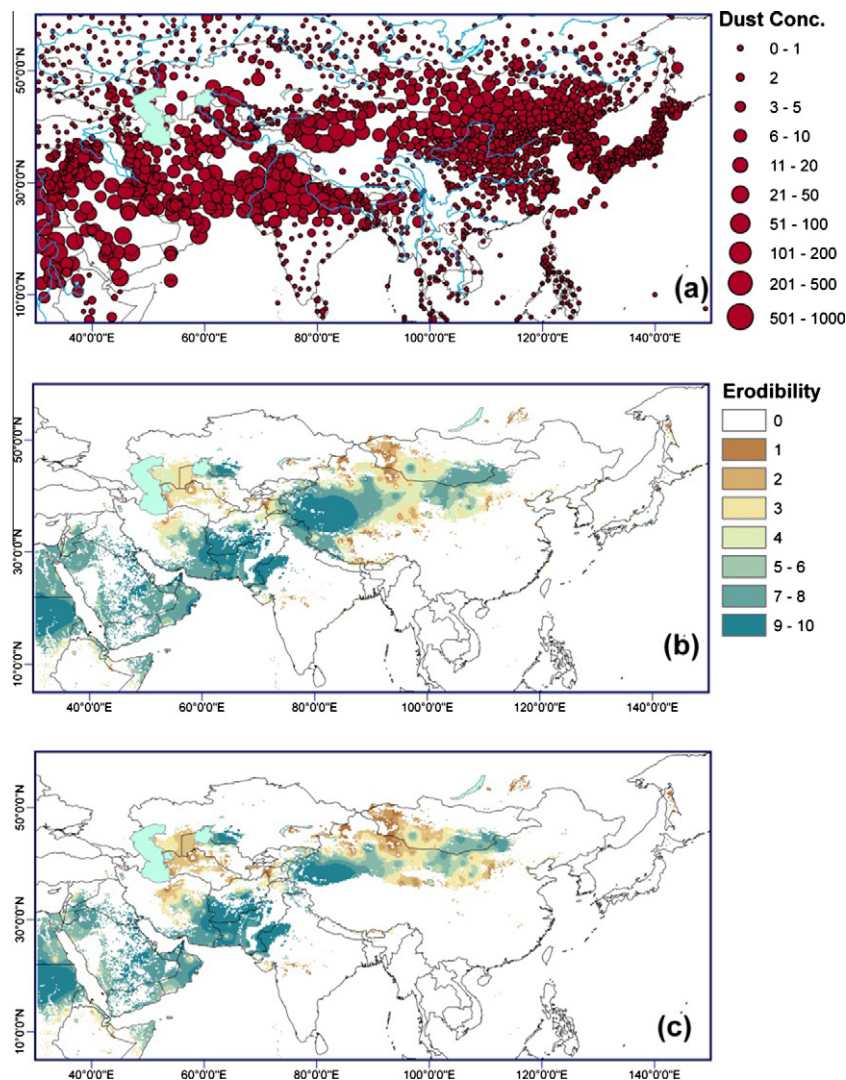 Dust Conc.
0 - 1
2
3 - 5
6 - 10
11 - 20
21 - 50
51 - 100
101 - 200
201 - 500
501 - 1000
50°0'0"N
30°0'0"N
10°0'0"N
(a)
40°0'0"E 60°0'0"E 80°0'0"E 100°0'0"E 120°0'0"E 140°0'0"E
Erodibility
0
1
2
3
4
5 - 6
7 - 8
9 - 10
50°0'0"N
30°0'0"N
10°0'0"N
(b)
40°0'0"E 60°0'0"E 80°0'0"E 100°0'0"E 120°0'0"E 140°0'0"E
50°0'0"N
30°0'0"N
10°0'0"N
(c)
40°0'0"E 60°0'0"E 80°0'0"E 100°0'0"E 120°0'0"E 140°0'0"E